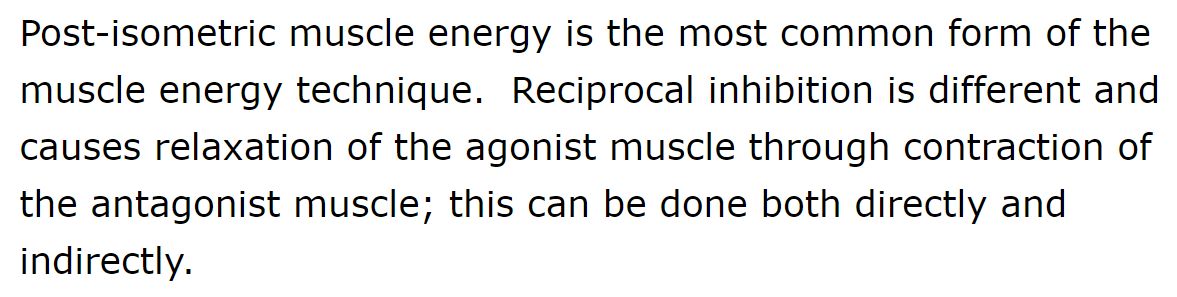 Post-isometric muscle energy is the most common form of the
muscle energy technique.  Reciprocal inhibition is different and
causes relaxation of the agonist muscle through contraction of
the antagonist muscle; this can be done both directly and
indirectly.